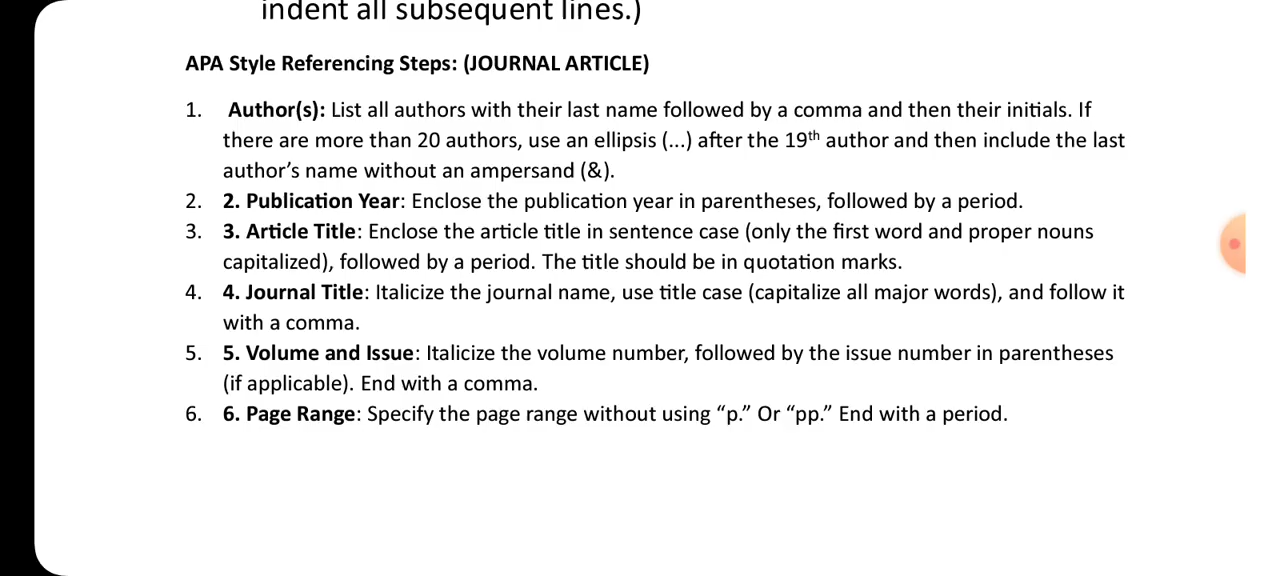 indent all subsequent lines.)
APA Style Referencing Steps: (JOURNAL ARTICLE)
1. Author(s): List all authors with their last name followed by a comma and then their initials. If
there are more than 20 authors, use an ellipsis (...) after the 19th author and then include the last
author’s name without an ampersand (&).
2. 2. Publication Year: Enclose the publication year in parentheses, followed by a period.
3. 3. Article Title: Enclose the article title in sentence case (only the first word and proper nouns
capitalized), followed by a period. The title should be in quotation marks.
4. 4. Journal Title: Italicize the journal name, use title case (capitalize all major words), and follow it
with a comma.
5. 5. Volume and Issue: Italicize the volume number, followed by the issue number in parentheses
(if applicable). End with a comma.
6. 6. Page Range: Specify the page range without using “p.” Or “pp.” End with a period.